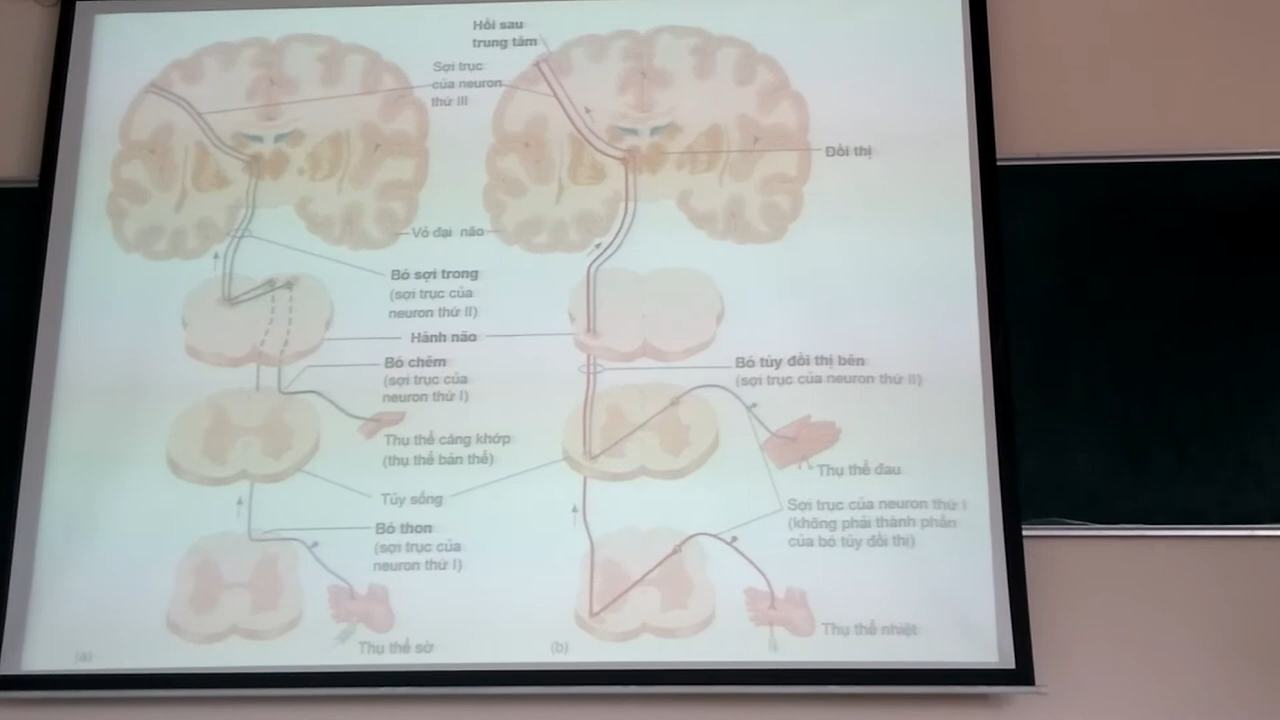 Hồi sau
trung tâm
Sợi trục
của neuron
thứ III
Đồi thị
Vỏ đại não
Bó sợi trong
(sợi trục của
neuron thứ II)
Hành não
Bó chêm
(sợi trục của
neuron thứ I)
Bó tủy đồi thị bên
(sợi trục của neuron thứ II)
Thụ thể căng khớp
(thụ thể bản thể)
Thụ thể đau
Tủy sống
Sợi trục của neuron thứ I
(không phải thành phần
của bó tủy đồi thị)
Bó thon
(sợi trục của
neuron thứ I)
Thụ thể nhiệt
Thụ thể sờ
(a)
(b)